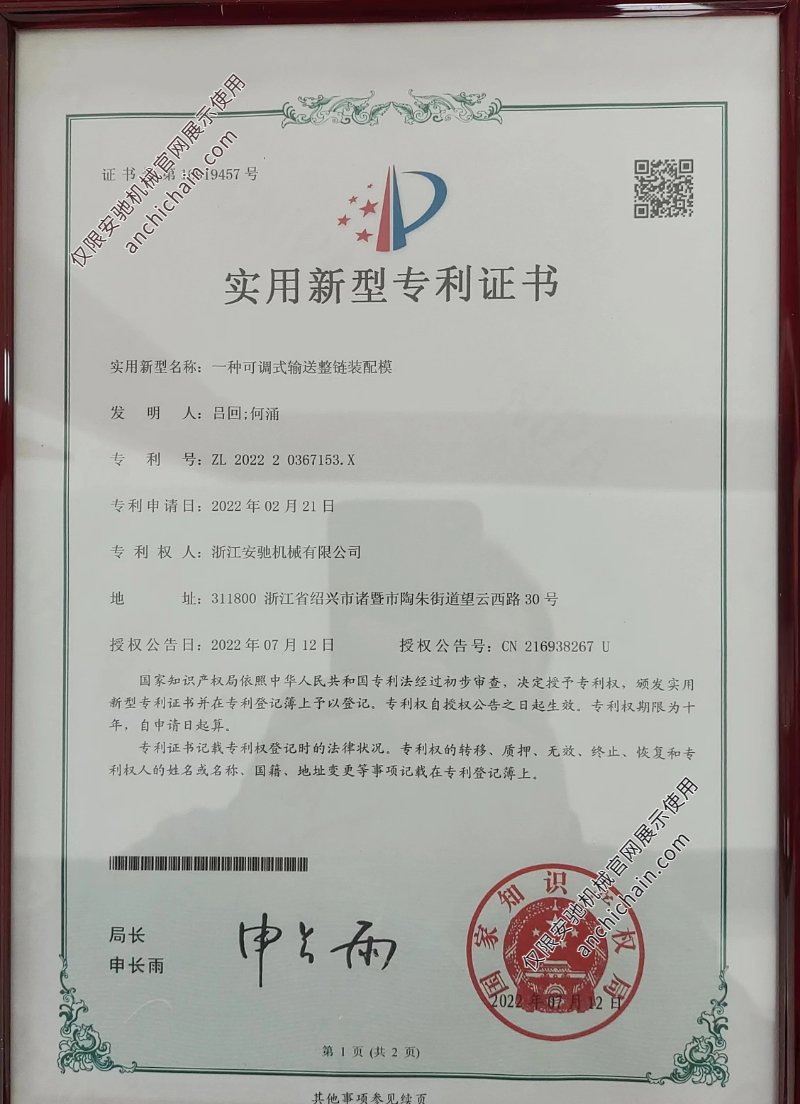 证书号第1 19457号
实用新型专利证书
实用新型名称：一种可调式输送整链装配模
发明人：吕回;何涌
专利号：ZL 2022 2 0367153.X
专利申请日：2022年02月21日
专利权人：浙江安驰机械有限公司
地址：311800 浙江省绍兴市诸暨市陶朱街道望云西路30号
授权公告日：2022年07月12日 授权公告号：CN 216938267 U
国家知识产权局依照中华人民共和国专利法经过初步审查，决定授予专利权，颁发实用
新型专利证书并在专利登记簿上予以登记。专利权自授权公告之日起生效。专利权期限为十
年，自申请日起算。
专利证书记载专利权登记时的法律状况。专利权的转移、质押、无效、终止、恢复和专
利权人的姓名或名称、国籍、地址变更等事项记载在专利登记簿上。
局长
申长雨
申长雨
国家知识产权局
2022年07月12日
第1页(共2页)
其他事项参见续页
仅限安驰机械官网展示使用
anchichain.com
仅限安驰机械官网展示使用
anchichain.com